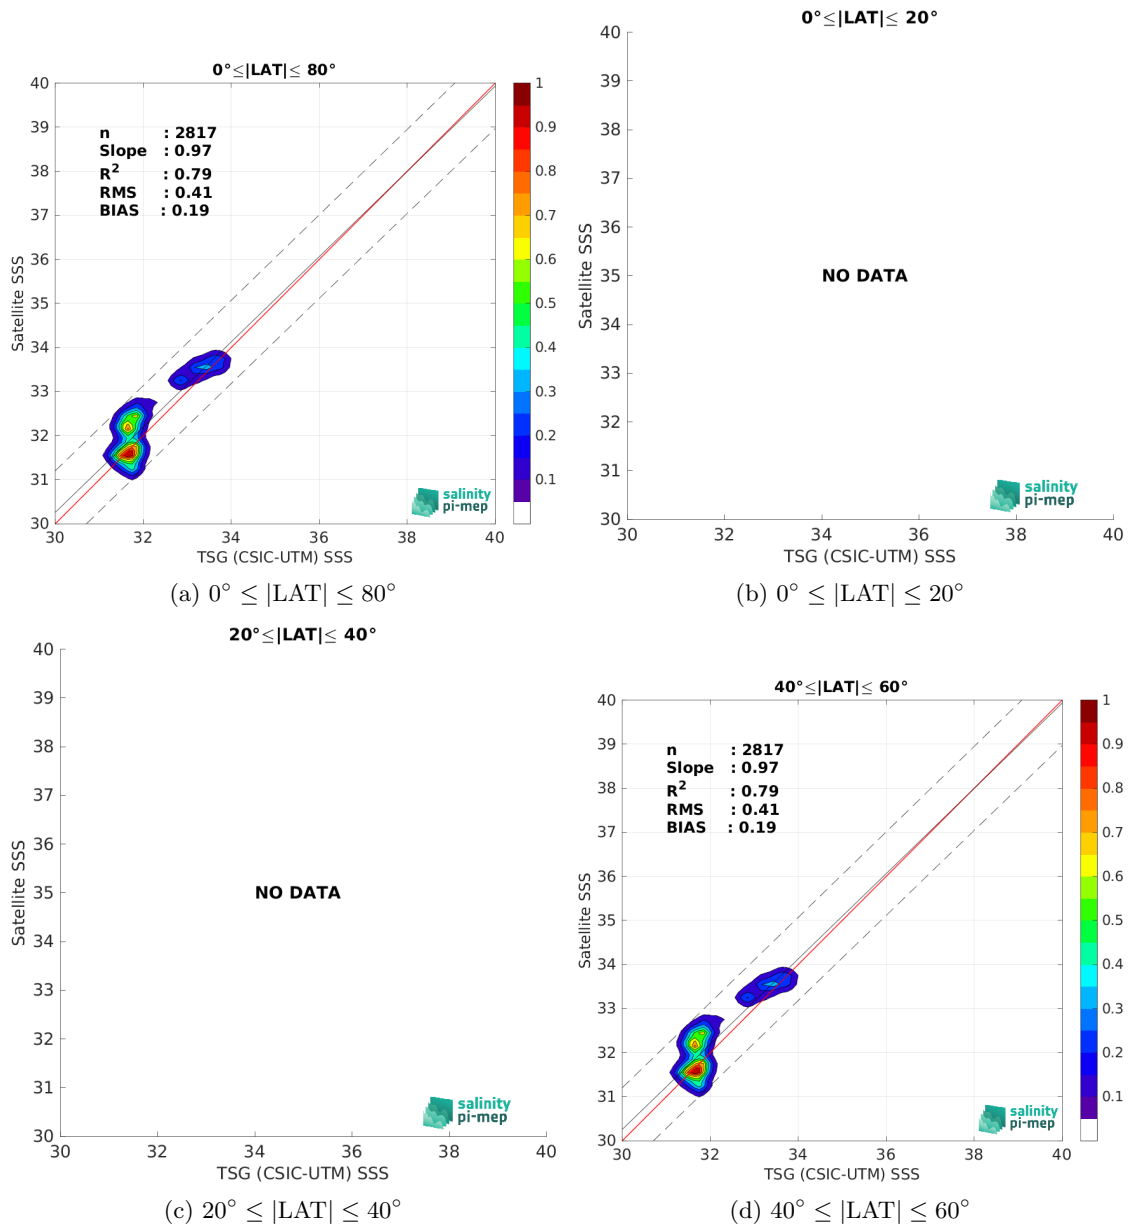 0°≤|LAT|≤ 80°
40
39
38
37
36
35
34
33
32
31
30
30 32 34 36 38 40
n : 2817
Slope : 0.97
R² : 0.79
RMS : 0.41
BIAS : 0.19
1
0.9
0.8
0.7
0.6
0.5
0.4
0.3
0.2
0.1
Satellite SSS
TSG (CSIC-UTM) SSS
salinity
pi-mep
(a) 0° ≤ |LAT| ≤ 80°
0°≤|LAT|≤ 20°
40
39
38
37
36
35
34
33
32
31
30
30 32 34 36 38 40
NO DATA
Satellite SSS
TSG (CSIC-UTM) SSS
salinity
pi-mep
(b) 0° ≤ |LAT| ≤ 20°
20°≤|LAT|≤ 40°
40
39
38
37
36
35
34
33
32
31
30
30 32 34 36 38 40
NO DATA
Satellite SSS
TSG (CSIC-UTM) SSS
salinity
pi-mep
(c) 20° ≤ |LAT| ≤ 40°
40°≤|LAT|≤ 60°
40
39
38
37
36
35
34
33
32
31
30
30 32 34 36 38 40
n : 2817
Slope : 0.97
R² : 0.79
RMS : 0.41
BIAS : 0.19
1
0.9
0.8
0.7
0.6
0.5
0.4
0.3
0.2
0.1
Satellite SSS
TSG (CSIC-UTM) SSS
salinity
pi-mep
(d) 40° ≤ |LAT| ≤ 60°